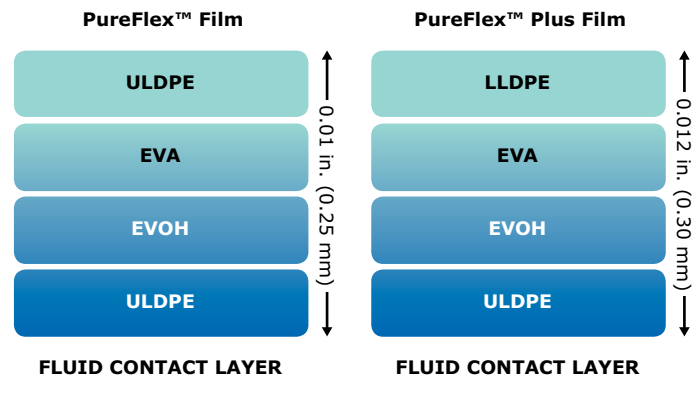 PureFlex™ Film
ULDPE
EVA
EVOH
ULDPE
0.01 in. (0.25 mm)
FLUID CONTACT LAYER
PureFlex™ Plus Film
LLDPE
EVA
EVOH
ULDPE
0.012 in. (0.30 mm)
FLUID CONTACT LAYER